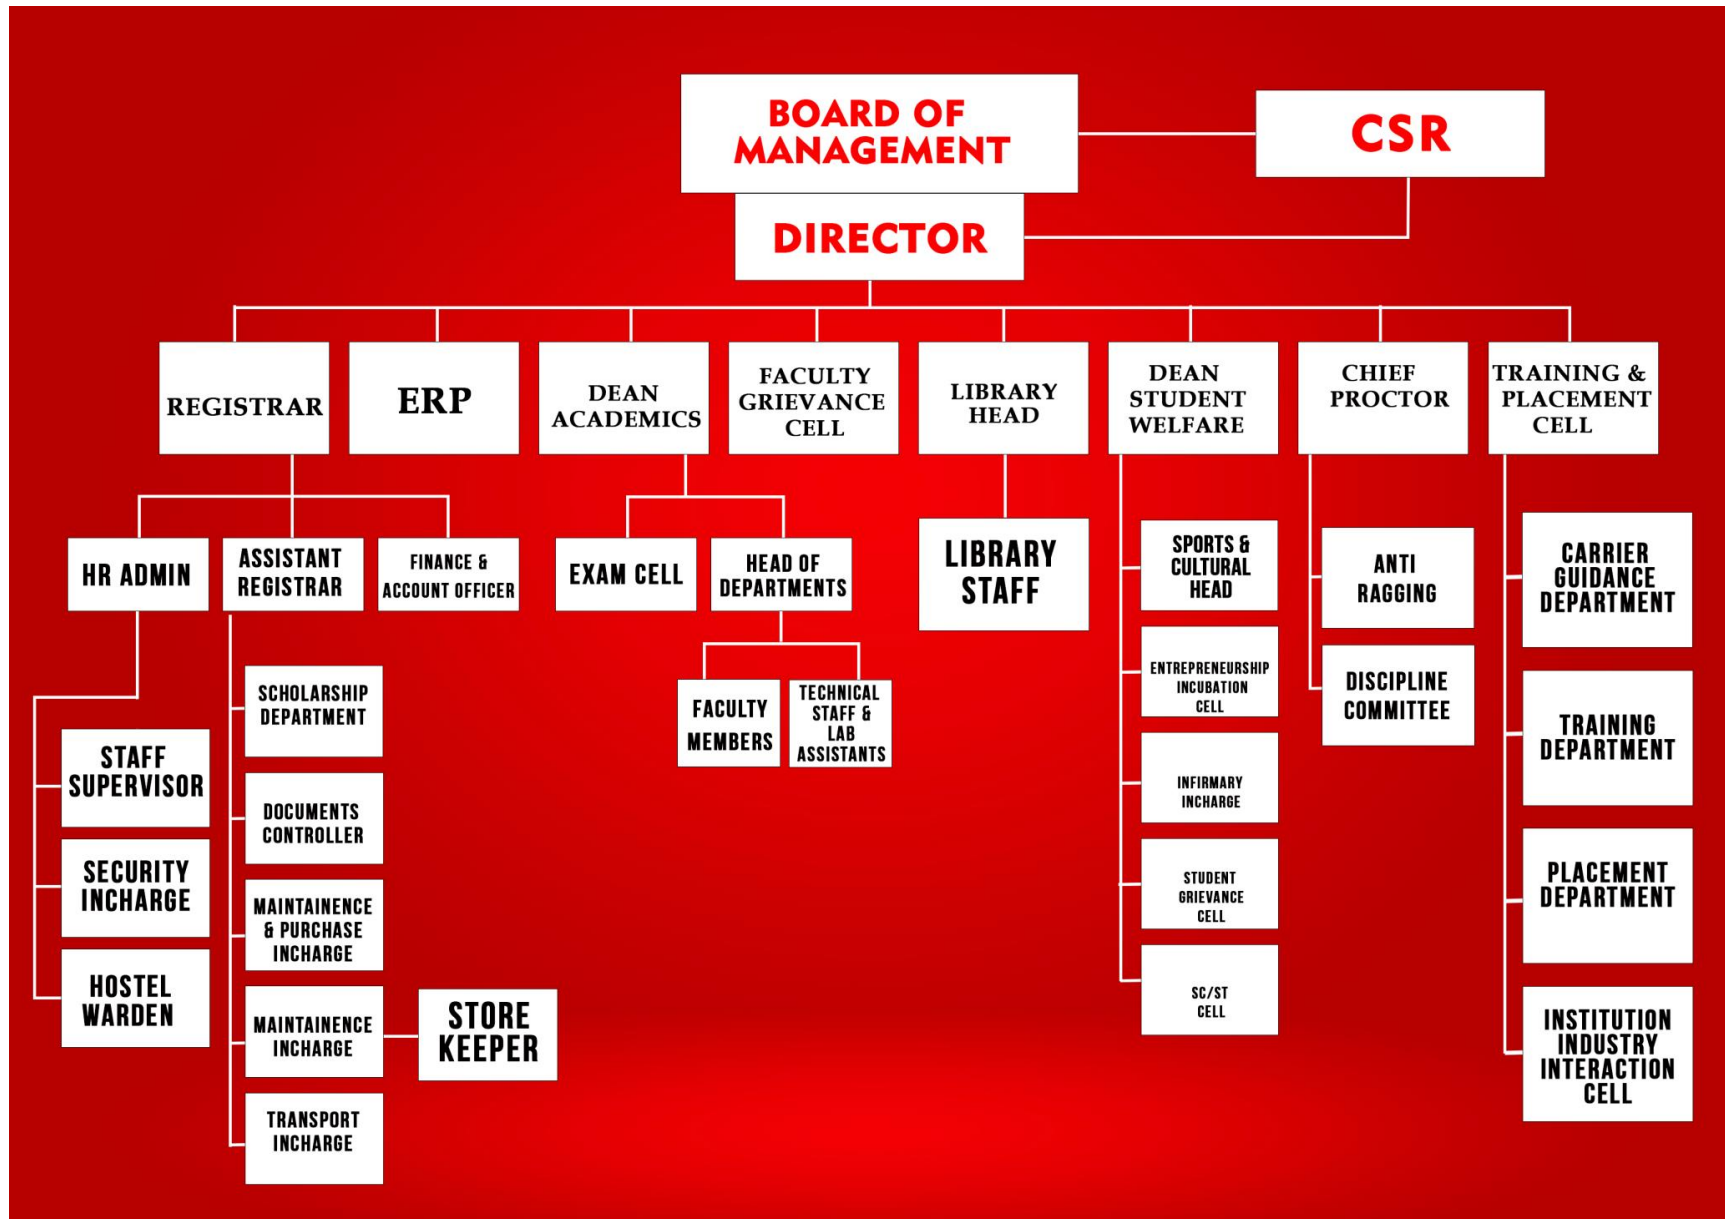 BOARD OF
MANAGEMENT
CSR
DIRECTOR
REGISTRAR
ERP
DEAN
ACADEMICS
FACULTY
GRIEVANCE
CELL
LIBRARY
HEAD
DEAN
STUDENT
WELFARE
CHIEF
PROCTOR
TRAINING &
PLACEMENT
CELL
HR ADMIN
ASSISTANT
REGISTRAR
FINANCE &
ACCOUNT OFFICER
EXAM CELL
HEAD OF
DEPARTMENTS
LIBRARY
STAFF
SPORTS &
CULTURAL
HEAD
ANTI
RAGGING
CARRIER
GUIDANCE
DEPARTMENT
STAFF
SUPERVISOR
SECURITY
INCHARGE
HOSTEL
WARDEN
SCHOLARSHIP
DEPARTMENT
DOCUMENTS
CONTROLLER
MAINTAINENCE
& PURCHASE
INCHARGE
MAINTAINENCE
INCHARGE
STORE
KEEPER
TRANSPORT
INCHARGE
FACULTY
MEMBERS
TECHNICAL
STAFF &
LAB
ASSISTANTS
ENTREPRENEURSHIP
INCUBATION
CELL
INFIRMARY
INCHARGE
STUDENT
GRIEVANCE
CELL
SC/ST
CELL
DISCIPLINE
COMMITTEE
TRAINING
DEPARTMENT
PLACEMENT
DEPARTMENT
INSTITUTION
INDUSTRY
INTERACTION
CELL